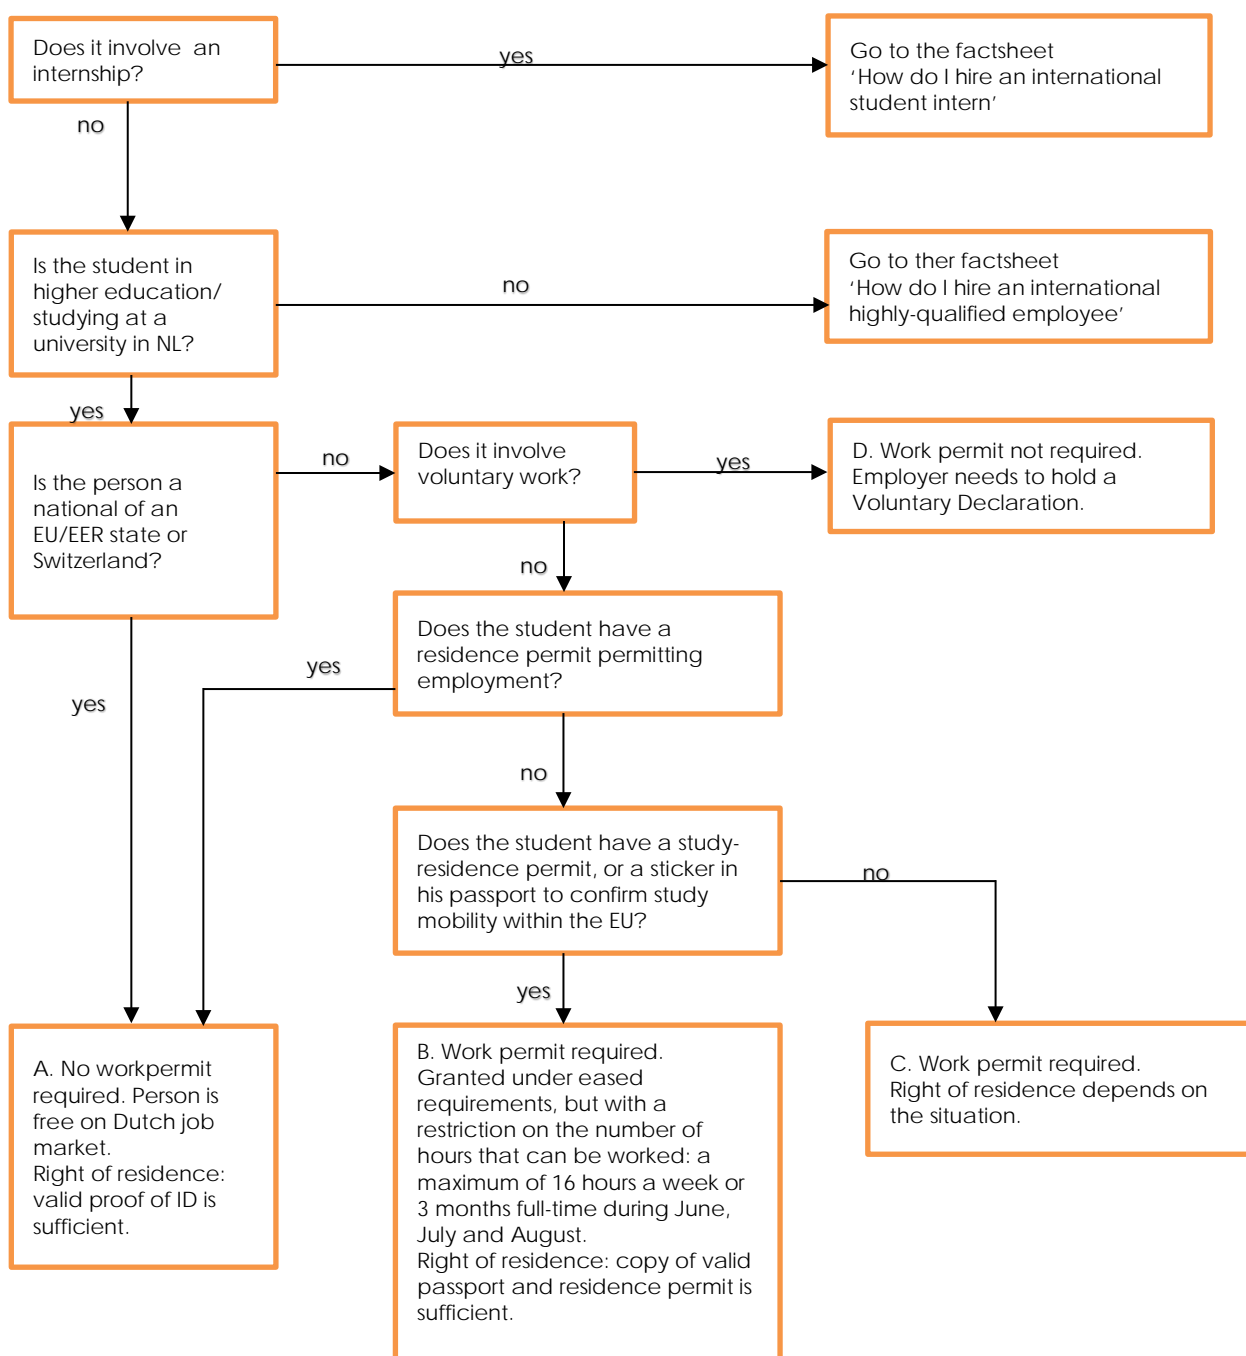 Does it involve an
internship?
yes
Go to the factsheet
‘How do I hire an international
student intern’
no
Is the student in
higher education/
studying at a
university in NL?
no
Go to ther factsheet
‘How do I hire an international
highly-qualified employee’
yes
Is the person a
national of an
EU/EER state or
Switzerland?
no
Does it involve
voluntary work?
yes
D. Work permit not required.
Employer needs to hold a
Voluntary Declaration.
no
Does the student have a
residence permit permitting
employment?
yes
yes
no
Does the student have a study-
residence permit, or a sticker in
his passport to confirm study
mobility within the EU?
no
yes
A. No workpermit
required. Person is
free on Dutch job
market.
Right of residence:
valid proof of ID is
sufficient.
B. Work permit required.
Granted under eased
requirements, but with a
restriction on the number of
hours that can be worked: a
maximum of 16 hours a week or
3 months full-time during June,
July and August.
Right of residence: copy of valid
passport and residence permit is
sufficient.
C. Work permit required.
Right of residence depends on
the situation.